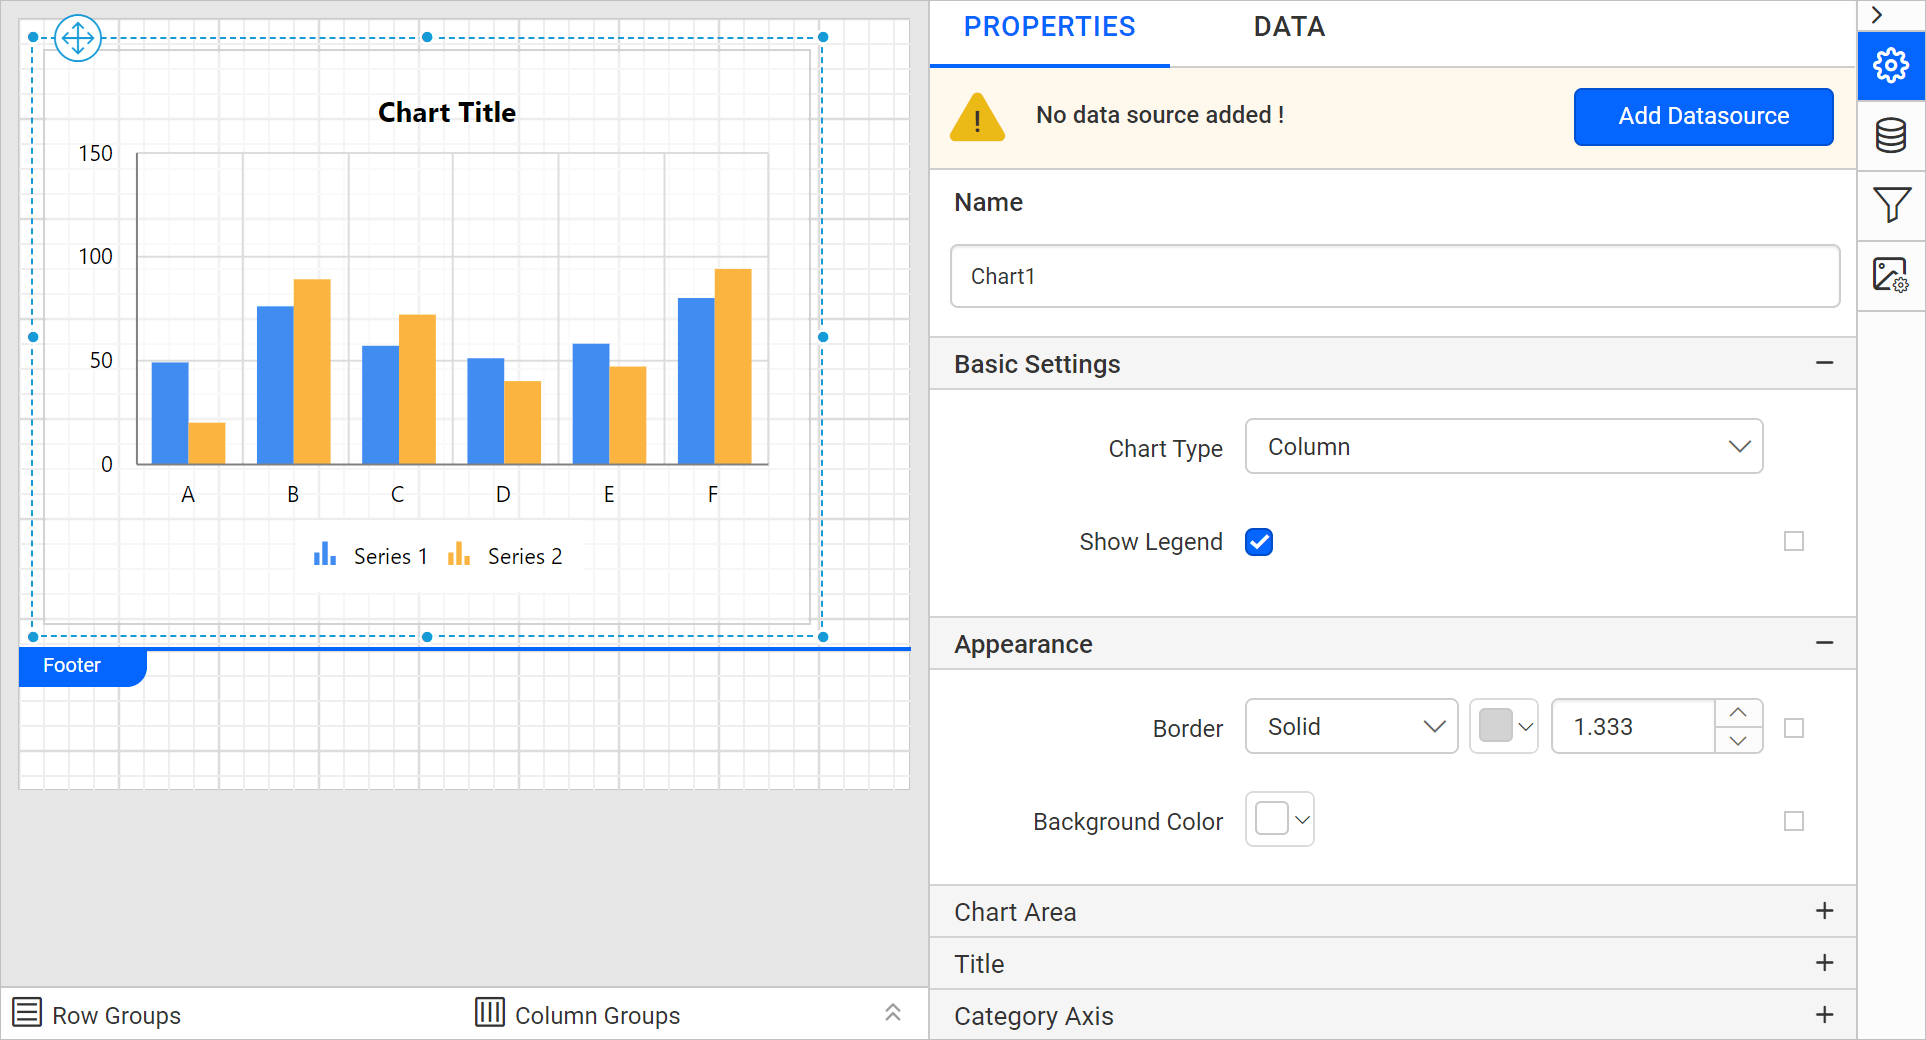 Chart Title
150
100
50
0
A B C D E F
Series 1 Series 2
Footer
Row Groups
Column Groups
PROPERTIES DATA
No data source added !
Add Datasource
Name
Chart1
Basic Settings
Chart Type Column
Show Legend
Appearance
Border Solid 1.333
Background Color
Chart Area
Title
Category Axis